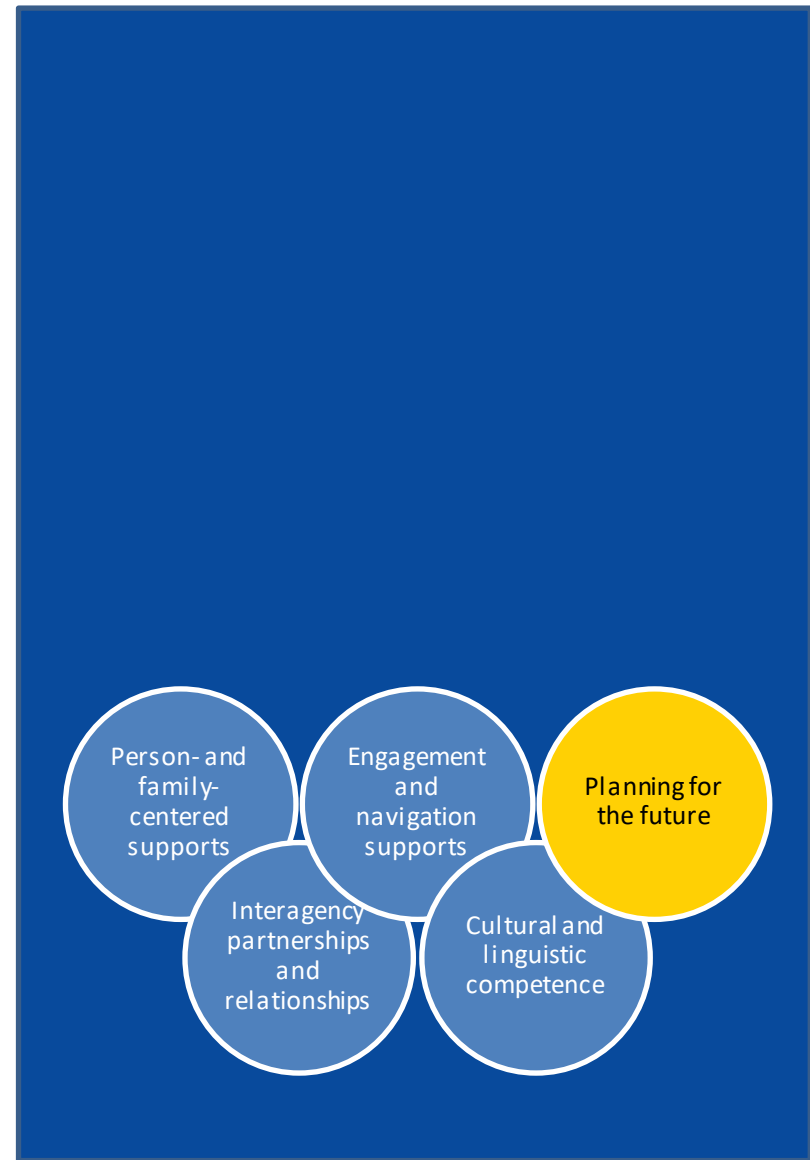 Person- and
family-
centered
supports
Engagement
and
navigation
supports
Planning for
the future
Interagency
partnerships
and
relationships
Cultural and
linguistic
competence